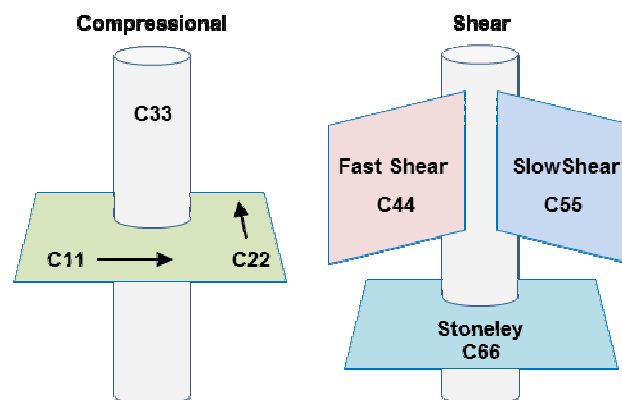 Compressional
C33
C11
C22
Shear
Fast Shear
C44
SlowShear
C55
Stoneley
C66